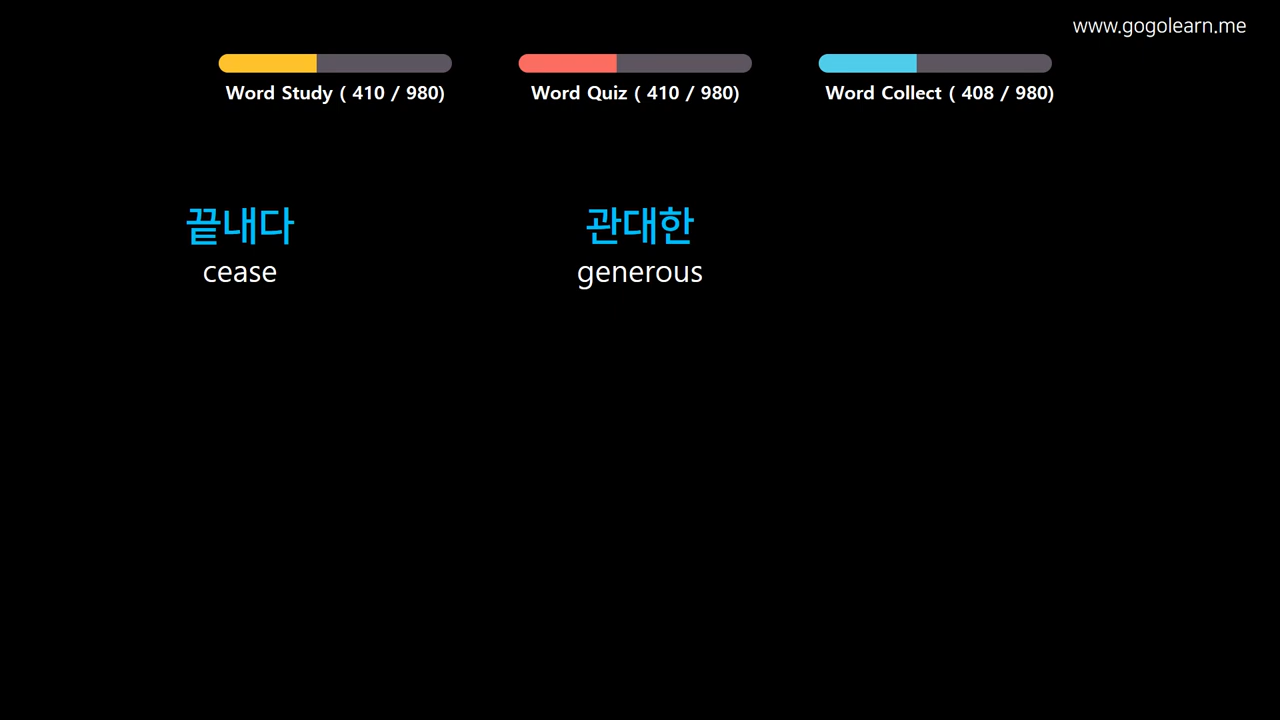 www.gogolearn.me
Word Study ( 410 / 980)
Word Quiz ( 410 / 980)
Word Collect ( 408 / 980)
끝내다
cease
관대한
generous